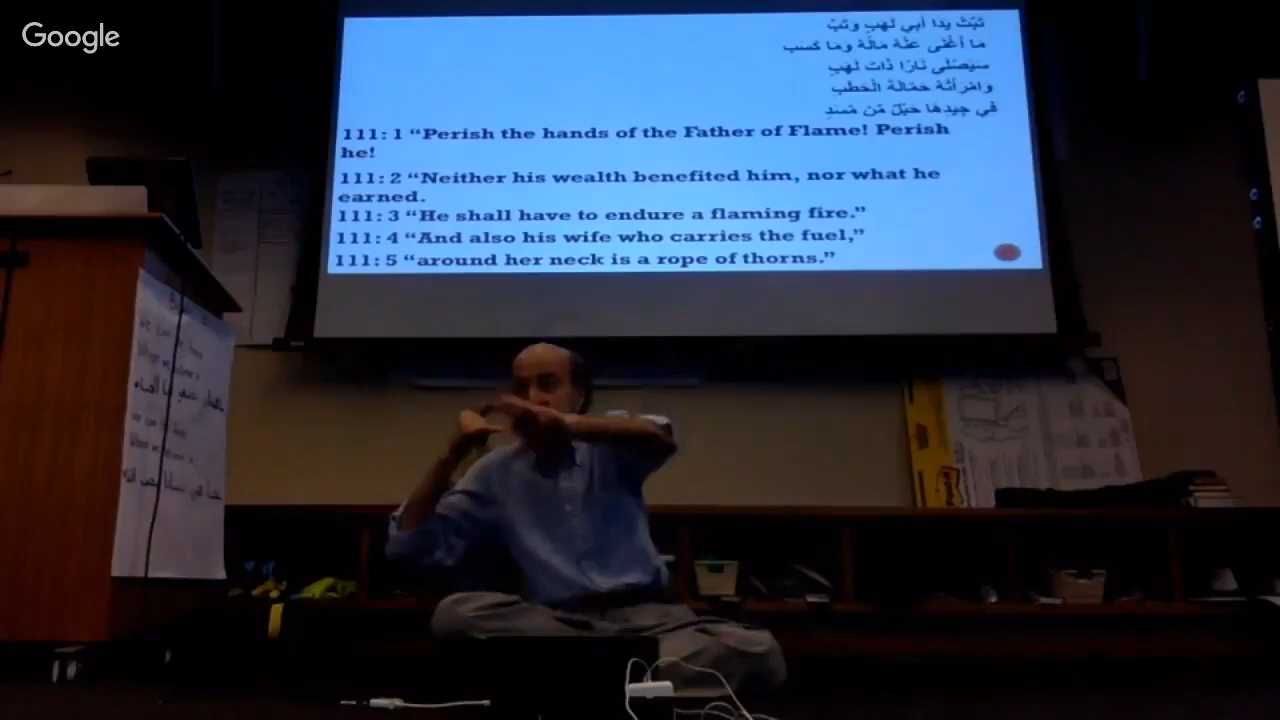 Google
تَبَّتْ يَدَا أَبِي لَهَبٍ وَتَبَّ
مَا أَغْنَى عَنْهُ مَالُهُ وَمَا كَسَبَ
سَيَصْلَى نَارًا ذَاتَ لَهَبٍ
وَامْرَأَتُهُ حَمَّالَةَ الْحَطَبِ
فِي جِيدِهَا حَبْلٌ مِّن مَّسَدٍ
111: 1 “Perish the hands of the Father of Flame! Perish
he!
111: 2 “Neither his wealth benefited him, nor what he
earned.
111: 3 “He shall have to endure a flaming fire.”
111: 4 “And also his wife who carries the fuel,”
111: 5 “around her neck is a rope of thorns.”
we can